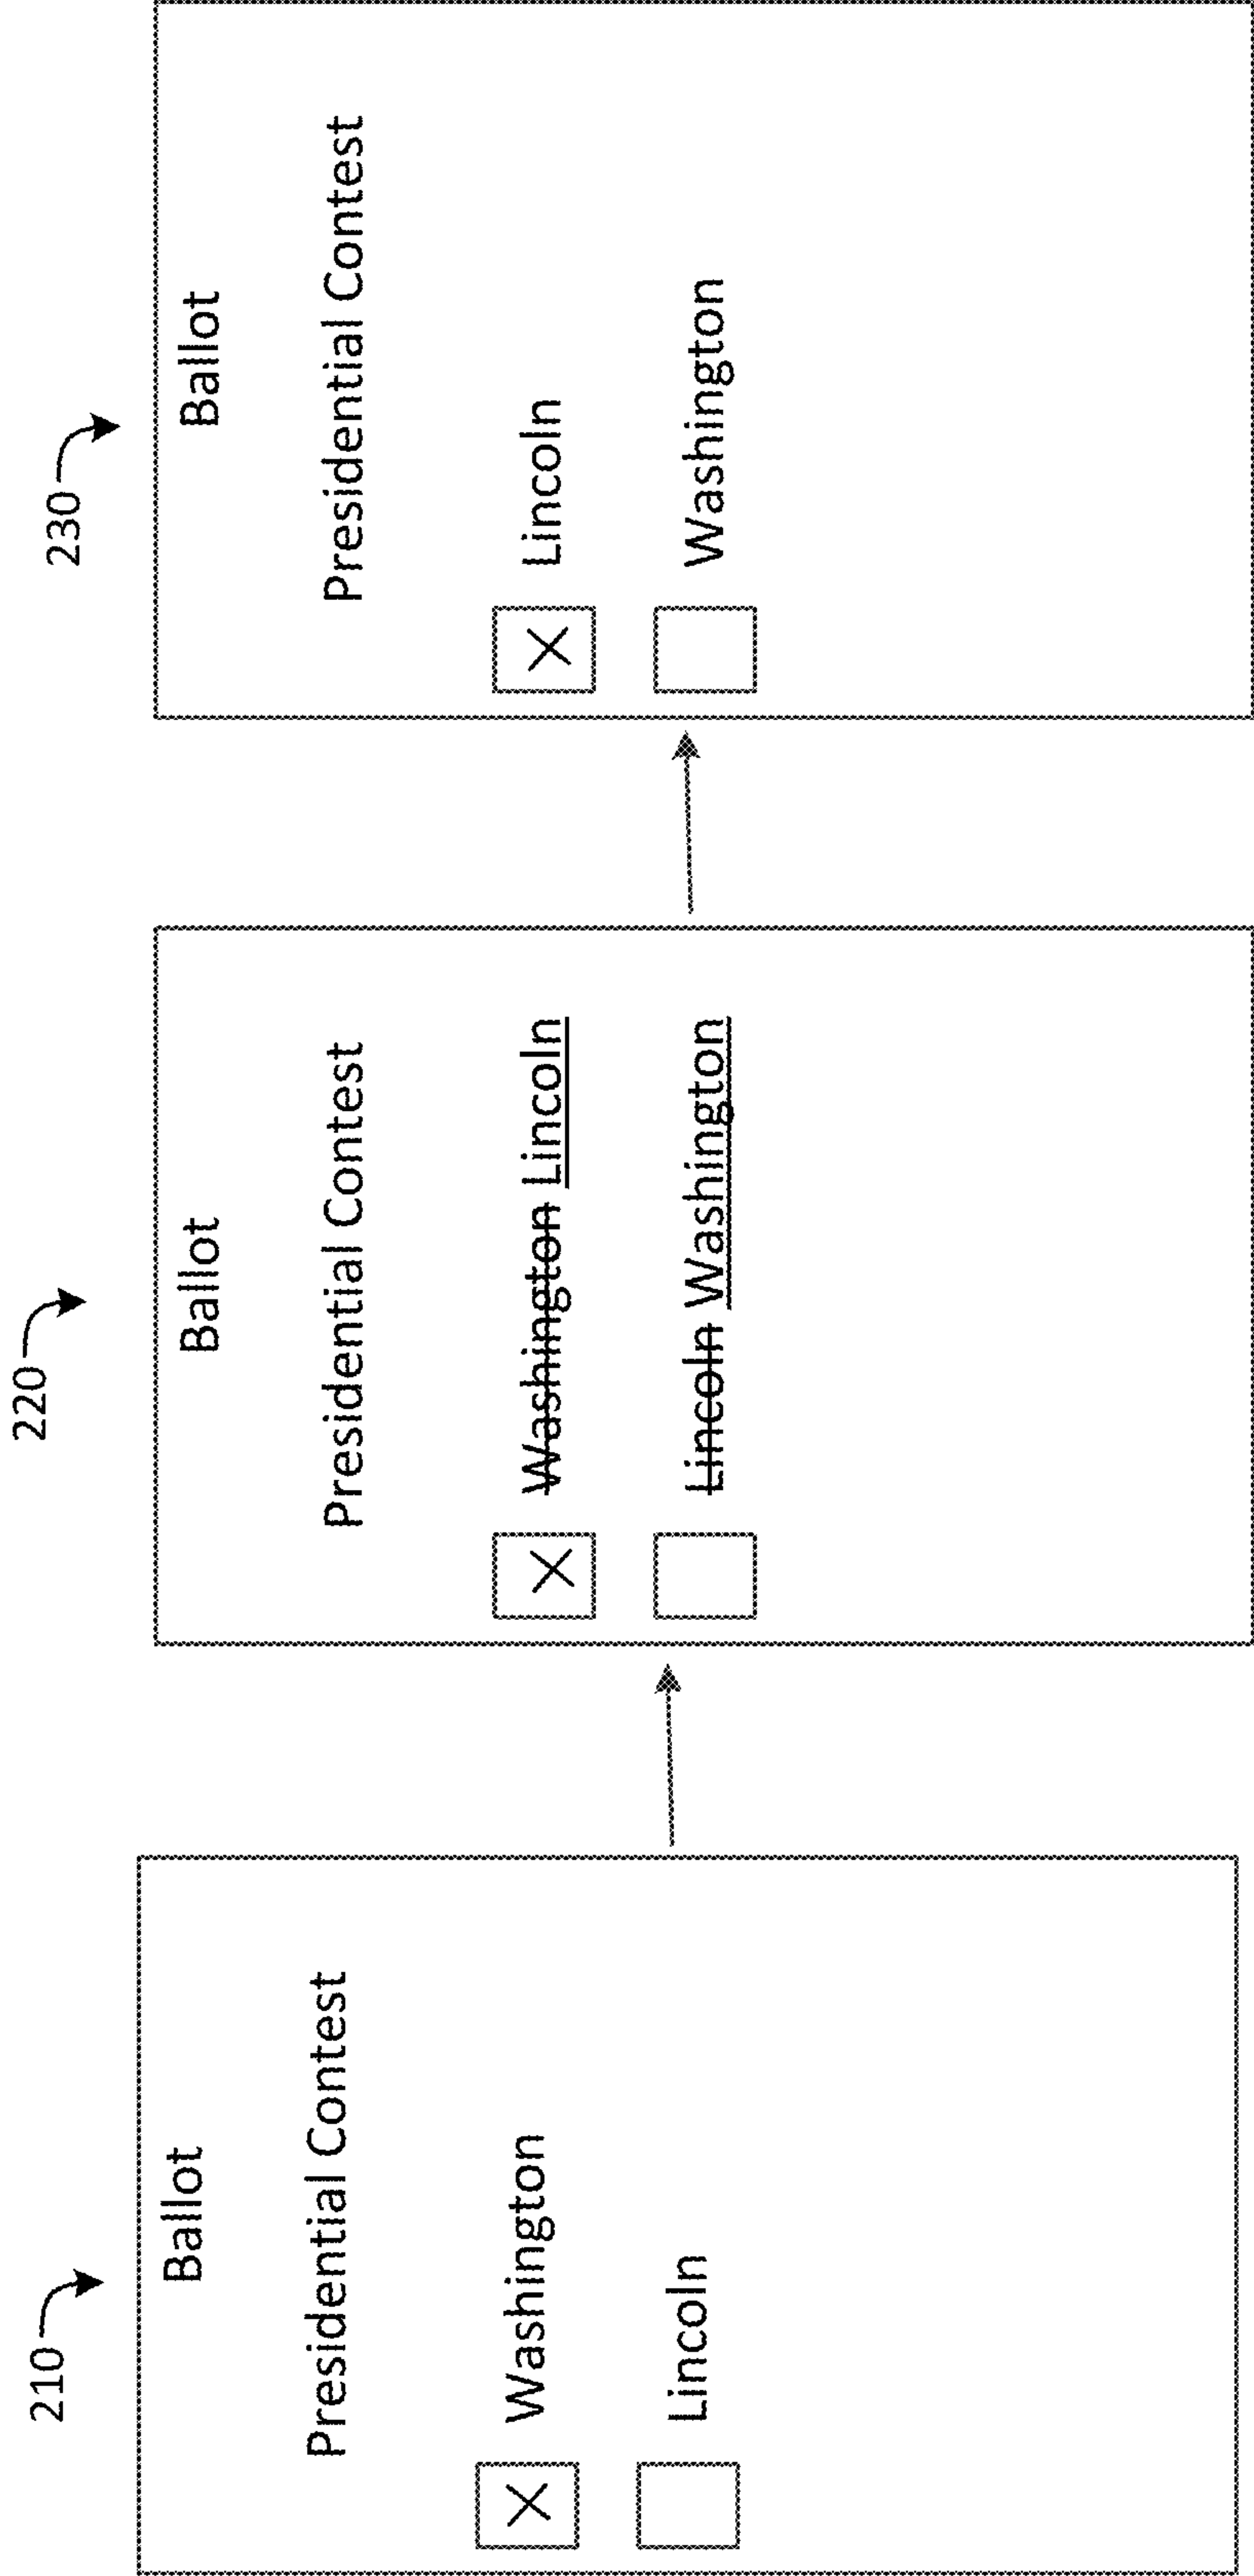 210
Ballot
Presidential Contest
X Washington
Lincoln
220
Ballot
Presidential Contest
X Washington Lincoln
Lincoln Washington
230
Ballot
Presidential Contest
X Lincoln
Washington